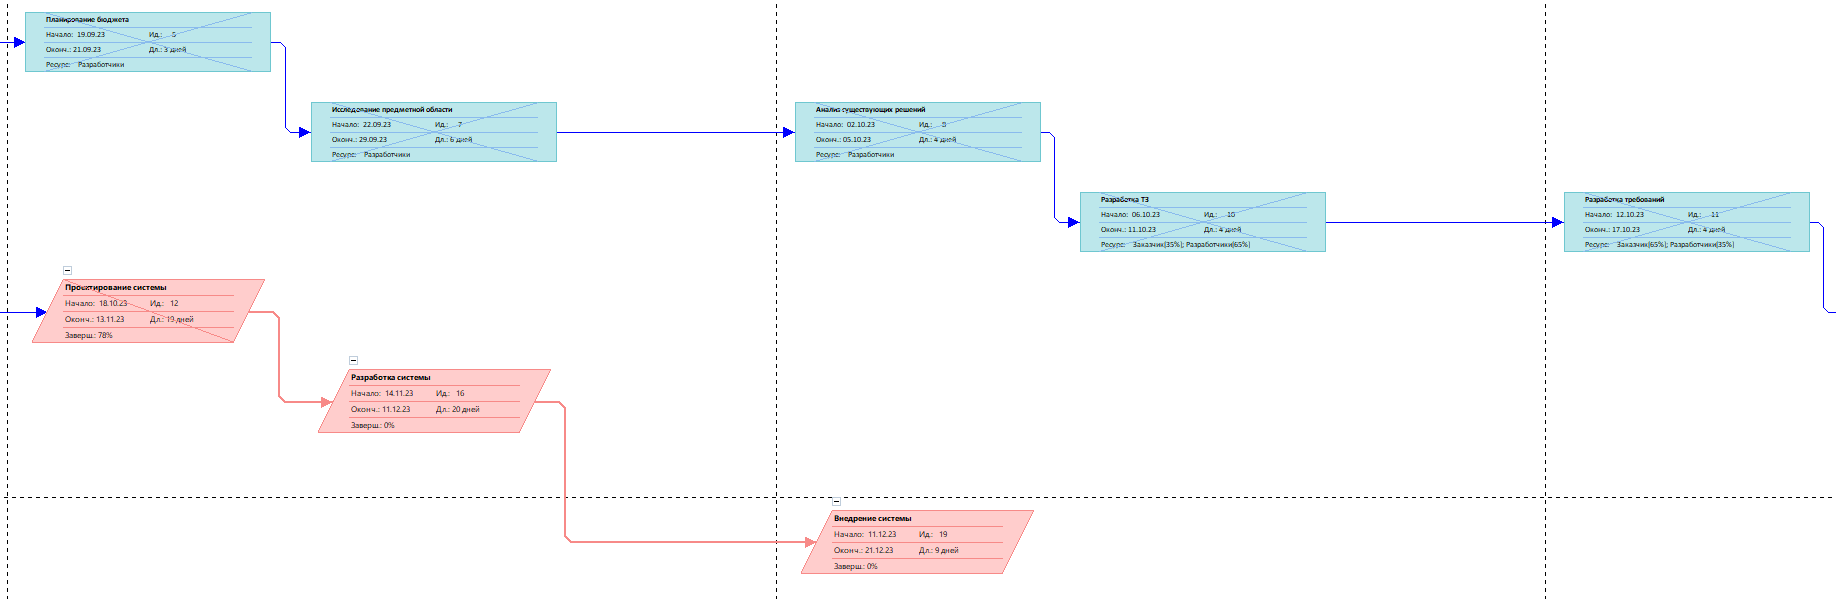 Планирование бюджета
Начало: 19.09.23 Ид.: 5
Оконч.: 21.09.23 Дл.: 3 дней
Ресурс: Разработчики
Исследование предметной области
Начало: 22.09.23 Ид.: 7
Оконч.: 29.09.23 Дл.: 6 дней
Ресурс: Разработчики
Анализ существующих решений
Начало: 02.10.23 Ид.: 8
Оконч.: 05.10.23 Дл.: 4 дней
Ресурс: Разработчики
Разработка ТЗ
Начало: 06.10.23 Ид.: 10
Оконч.: 11.10.23 Дл.: 4 дней
Ресурс: Заказчик[35%]; Разработчики[65%]
Разработка требований
Начало: 12.10.23 Ид.: 11
Оконч.: 17.10.23 Дл.: 4 дней
Ресурс: Заказчик[65%]; Разработчики[35%]
Проектирование системы
Начало: 18.10.23 Ид.: 12
Оконч.: 13.11.23 Дл.: 19 дней
Заверш.: 78%
Разработка системы
Начало: 14.11.23 Ид.: 16
Оконч.: 11.12.23 Дл.: 20 дней
Заверш.: 0%
Внедрение системы
Начало: 11.12.23 Ид.: 19
Оконч.: 21.12.23 Дл.: 9 дней
Заверш.: 0%